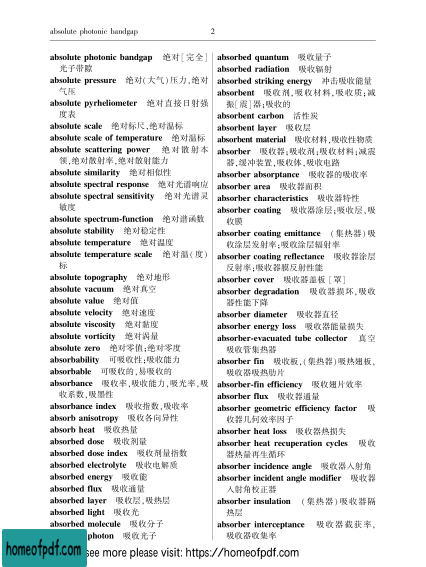 absolute photonic bandgap 2
absolute photonic bandgap 绝对[完全]
光子带隙
absolute pressure 绝对(大气)压力,绝对
气压
absolute pyrheliometer 绝对直接日射强
度表
absolute scale 绝对标尺,绝对温标
absolute scale of temperature 绝对温标
absolute scattering power 绝对散射本
领,绝对散射率,绝对散射能力
absolute similarity 绝对相似性
absolute spectral response 绝对光谱响应
absolute spectral sensitivity 绝对光谱灵
敏度
absolute spectrum-function 绝对谱函数
absolute stability 绝对稳定性
absolute temperature 绝对温度
absolute temperature scale 绝对温(度)
标
absolute topography 绝对地形
absolute vacuum 绝对真空
absolute value 绝对值
absolute velocity 绝对速度
absolute viscosity 绝对黏度
absolute vorticity 绝对涡量
absolute zero 绝对零值;绝对零度
absorbability 可吸收性;吸收能力
absorbable 可吸收的,易吸收的
absorbance 吸收率,吸收能力,吸光率,吸
收系数,吸墨性
absorbance index 吸收指数,吸收率
absorb anisotropy 吸收各向异性
absorb heat 吸收热量
absorbed dose 吸收剂量
absorbed dose index 吸收剂量指数
absorbed electrolyte 吸收电解质
absorbed energy 吸收能
absorbed flux 吸收通量
absorbed layer 吸收层,吸热层
absorbed light 吸收光
absorbed molecule 吸收分子
photon 吸收光子
absorbed quantum 吸收量子
absorbed radiation 吸收辐射
absorbed striking energy 冲击吸收能量
absorbent 吸收剂,吸收材料,吸收质;减
振[震]器;吸收的
absorbent carbon 活性炭
absorbent layer 吸收层
absorbent material 吸收材料,吸收性物质
absorber 吸收器;吸收剂;吸收材料;减震
器,缓冲装置,吸收体,吸收电路
absorber absorptance 吸收器的吸收率
absorber area 吸收器面积
absorber characteristics 吸收器特性
absorber coating 吸收器涂层;吸收层,吸
收膜
absorber coating emittance (集热器)吸
收涂层发射率;吸收涂层辐射率
absorber coating reflectance 吸收器涂层
反射率;吸收器膜反射性能
absorber cover 吸收器盖板[罩]
absorber degradation 吸收器损坏,吸收
器性能下降
absorber diameter 吸收器直径
absorber energy loss 吸收器能量损失
absorber-evacuated tube collector 真空
吸收管集热器
absorber fin 吸收板,(集热器)吸热翅板,
吸收器吸热肋片
absorber-fin efficiency 吸收翅片效率
absorber flux 吸收器通量
absorber geometric efficiency factor 吸
收器几何效率因子
absorber heat loss 吸收器热损失
absorber heat recuperation cycles 吸收
器热量再生循环
absorber incidence angle 吸收器入射角
absorber incident angle modifier 吸收器
入射角校正器
absorber insulation (集热器)吸收器隔
热层
absorber interceptance 吸收器截获率,
吸收器收集率
homeofpdf.com
see more please visit: https://homeofpdf.com